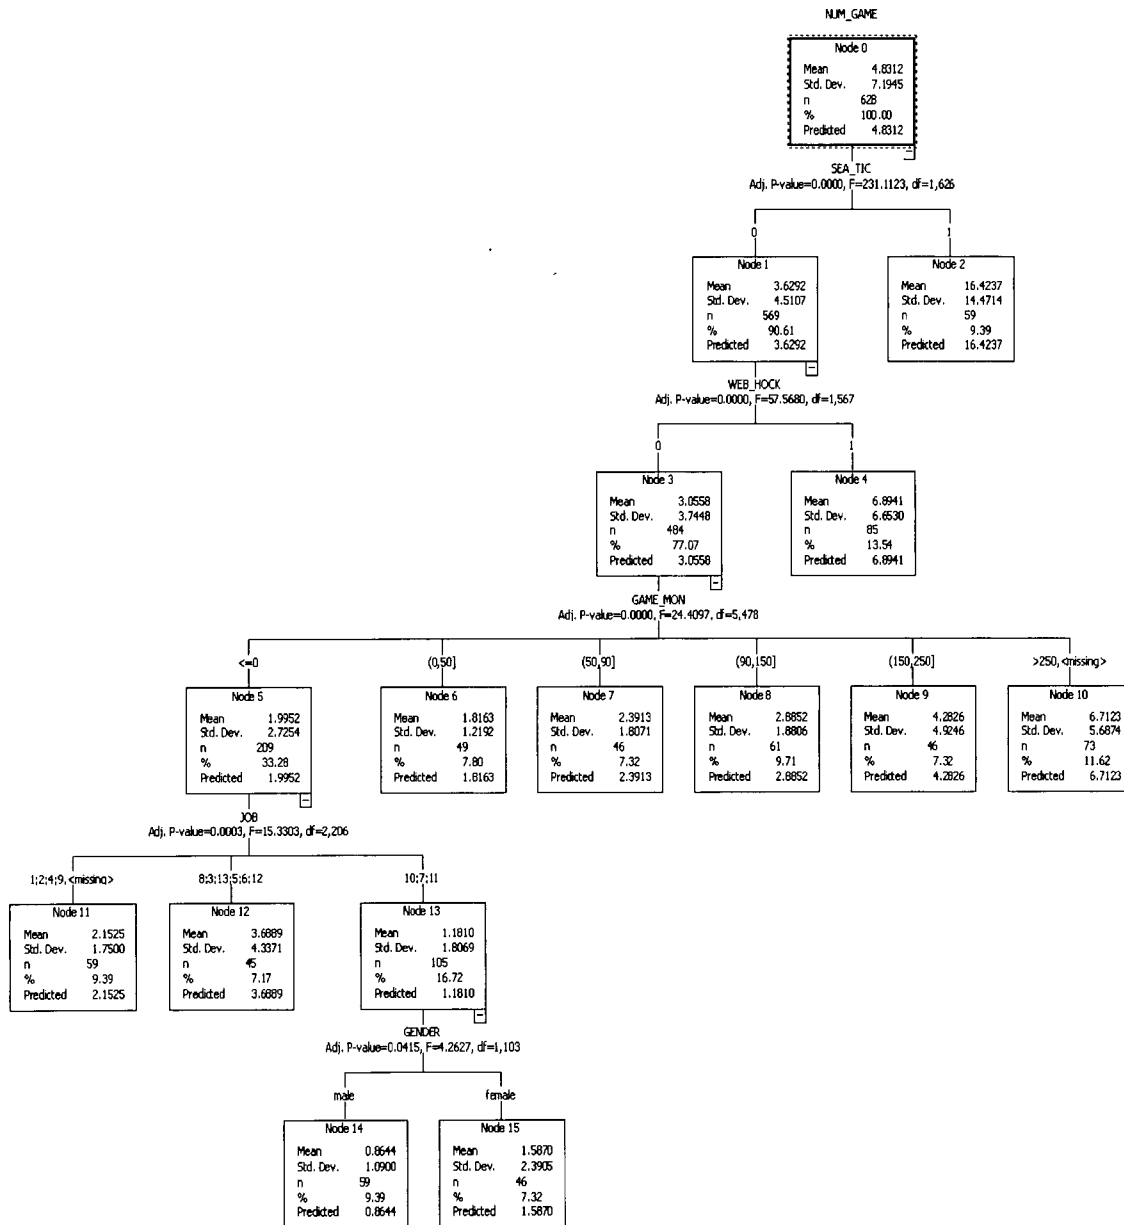 NUM_GAME
Node 0
Mean 4.8312
Std. Dev. 7.1945
n 628
% 100.00
Predicted 4.8312
SEA_TIC
Adj. P-value=0.0000, F=231.1123, df=1,626
0
1
Node 1
Mean 3.6292
Std. Dev. 4.5107
n 569
% 90.61
Predicted 3.6292
Node 2
Mean 16.4237
Std. Dev. 14.4714
n 59
% 9.39
Predicted 16.4237
WEB_HOCK
Adj. P-value=0.0000, F=57.5680, df=1,567
0
1
Node 3
Mean 3.0558
Std. Dev. 3.7448
n 484
% 77.07
Predicted 3.0558
Node 4
Mean 6.8941
Std. Dev. 6.6530
n 85
% 13.54
Predicted 6.8941
GAME_MON
Adj. P-value=0.0000, F=24.4097, df=5,478
<=0
(0,50]
(50,90]
(90,150]
(150,250]
>250,<missing>
Node 5
Mean 1.9952
Std. Dev. 2.7254
n 209
% 33.28
Predicted 1.9952
Node 6
Mean 1.8163
Std. Dev. 1.2192
n 49
% 7.80
Predicted 1.8163
Node 7
Mean 2.3913
Std. Dev. 1.8071
n 46
% 7.32
Predicted 2.3913
Node 8
Mean 2.8852
Std. Dev. 1.8806
n 61
% 9.71
Predicted 2.8852
Node 9
Mean 4.2826
Std. Dev. 4.9246
n 46
% 7.32
Predicted 4.2826
Node 10
Mean 6.7123
Std. Dev. 5.6874
n 73
% 11.62
Predicted 6.7123
JOB
Adj. P-value=0.0003, F=15.3303, df=2,206
1;2;4;9,<missing>
8;3;13;5;6;12
10;7;11
Node 11
Mean 2.1525
Std. Dev. 1.7500
n 59
% 9.39
Predicted 2.1525
Node 12
Mean 3.6889
Std. Dev. 4.3371
n 45
% 7.17
Predicted 3.6889
Node 13
Mean 1.1810
Std. Dev. 1.8069
n 105
% 16.72
Predicted 1.1810
GENDER
Adj. P-value=0.0415, F=4.2627, df=1,103
male
female
Node 14
Mean 0.8644
Std. Dev. 1.0900
n 59
% 9.39
Predicted 0.8644
Node 15
Mean 1.5870
Std. Dev. 2.3905
n 46
% 7.32
Predicted 1.5870